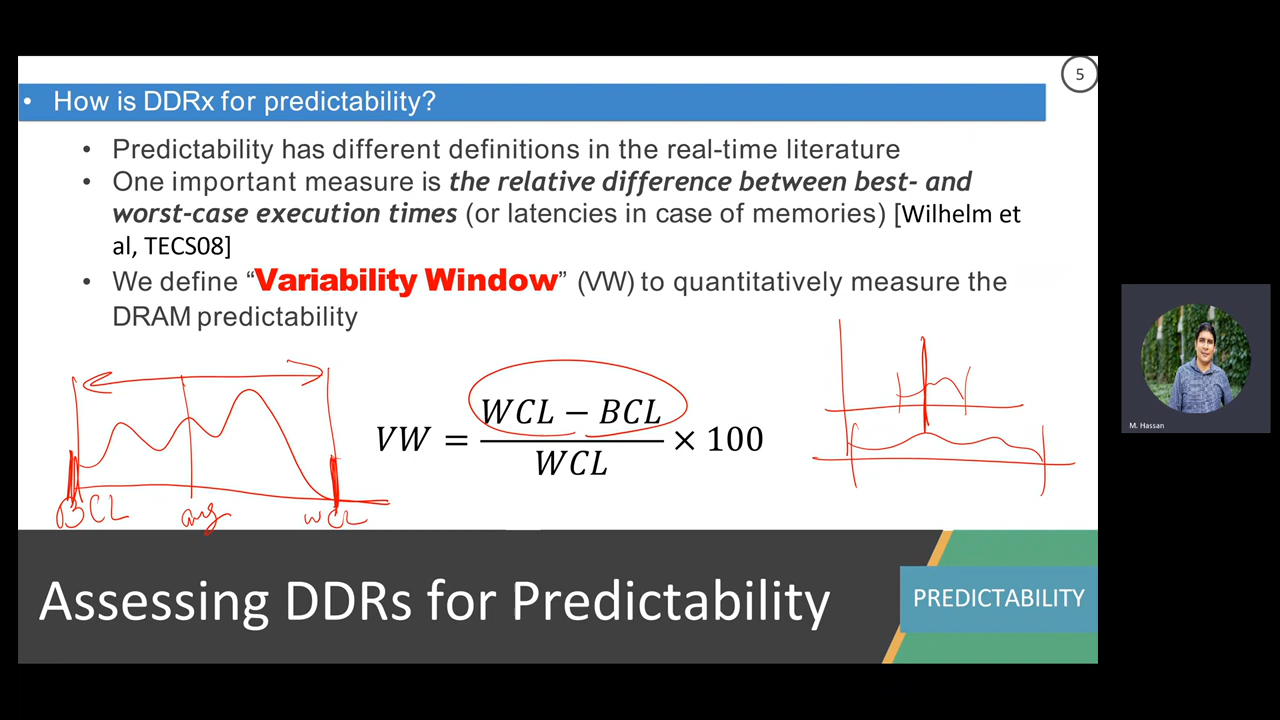 5
• How is DDRx for predictability?
• Predictability has different definitions in the real-time literature
• One important measure is the relative difference between best- and
worst-case execution times (or latencies in case of memories) [Wilhelm et
al, TECS08]
• We define “Variability Window” (VW) to quantitatively measure the
DRAM predictability
VW = (WCL − BCL) / WCL × 100
BCL avg WCL
M. Hassan
Assessing DDRs for Predictability
PREDICTABILITY